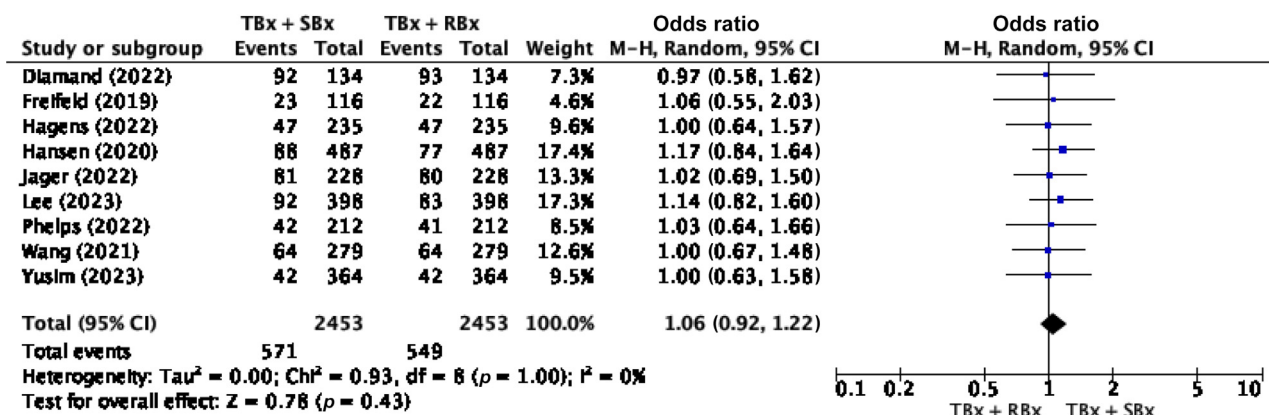 TBx + SBx TBx + RBx Odds ratio Odds ratio
Study or subgroup Events Total Events Total Weight M-H, Random, 95% CI M-H, Random, 95% CI
Diamand (2022) 92 134 93 134 7.3% 0.97 (0.58, 1.62)
Freifeld (2019) 23 116 22 116 4.6% 1.06 (0.55, 2.03)
Hagens (2022) 47 235 47 235 9.6% 1.00 (0.64, 1.57)
Hansen (2020) 88 487 77 487 17.4% 1.17 (0.84, 1.64)
Jager (2022) 81 228 80 228 13.3% 1.02 (0.69, 1.50)
Lee (2023) 92 398 83 398 17.3% 1.14 (0.82, 1.60)
Phelps (2022) 42 212 41 212 8.5% 1.03 (0.64, 1.66)
Wang (2021) 64 279 64 279 12.6% 1.00 (0.67, 1.48)
Yusim (2023) 42 364 42 364 9.5% 1.00 (0.63, 1.58)
Total (95% CI) 2453 2453 100.0% 1.06 (0.92, 1.22)
Total events 571 549
Heterogeneity: Tau² = 0.00; Chi² = 0.93, df = 8 (p = 1.00); I² = 0%
Test for overall effect: Z = 0.78 (p = 0.43)
0.1 0.2 0.5 1 2 5 10
TBx + RBx TBx + SBx